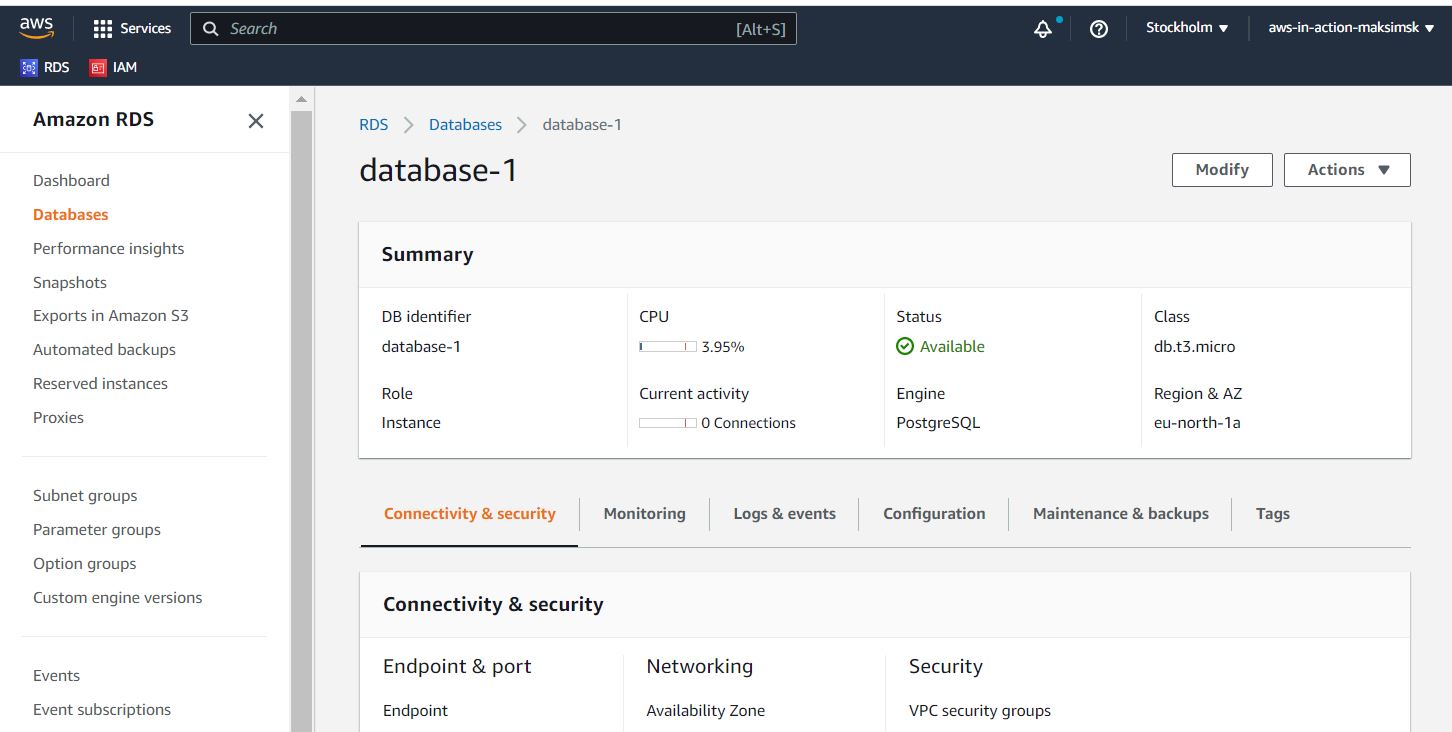 aws
Services
Search [Alt+S]
Stockholm
aws-in-action-maksimsk
RDS
IAM
Amazon RDS
Dashboard
Databases
Performance insights
Snapshots
Exports in Amazon S3
Automated backups
Reserved instances
Proxies
Subnet groups
Parameter groups
Option groups
Custom engine versions
Events
Event subscriptions
RDS > Databases > database-1
database-1
Modify
Actions
Summary
DB identifier
database-1
CPU
3.95%
Status
Available
Class
db.t3.micro
Role
Instance
Current activity
0 Connections
Engine
PostgreSQL
Region & AZ
eu-north-1a
Connectivity & security
Monitoring
Logs & events
Configuration
Maintenance & backups
Tags
Connectivity & security
Endpoint & port
Endpoint
Networking
Availability Zone
Security
VPC security groups